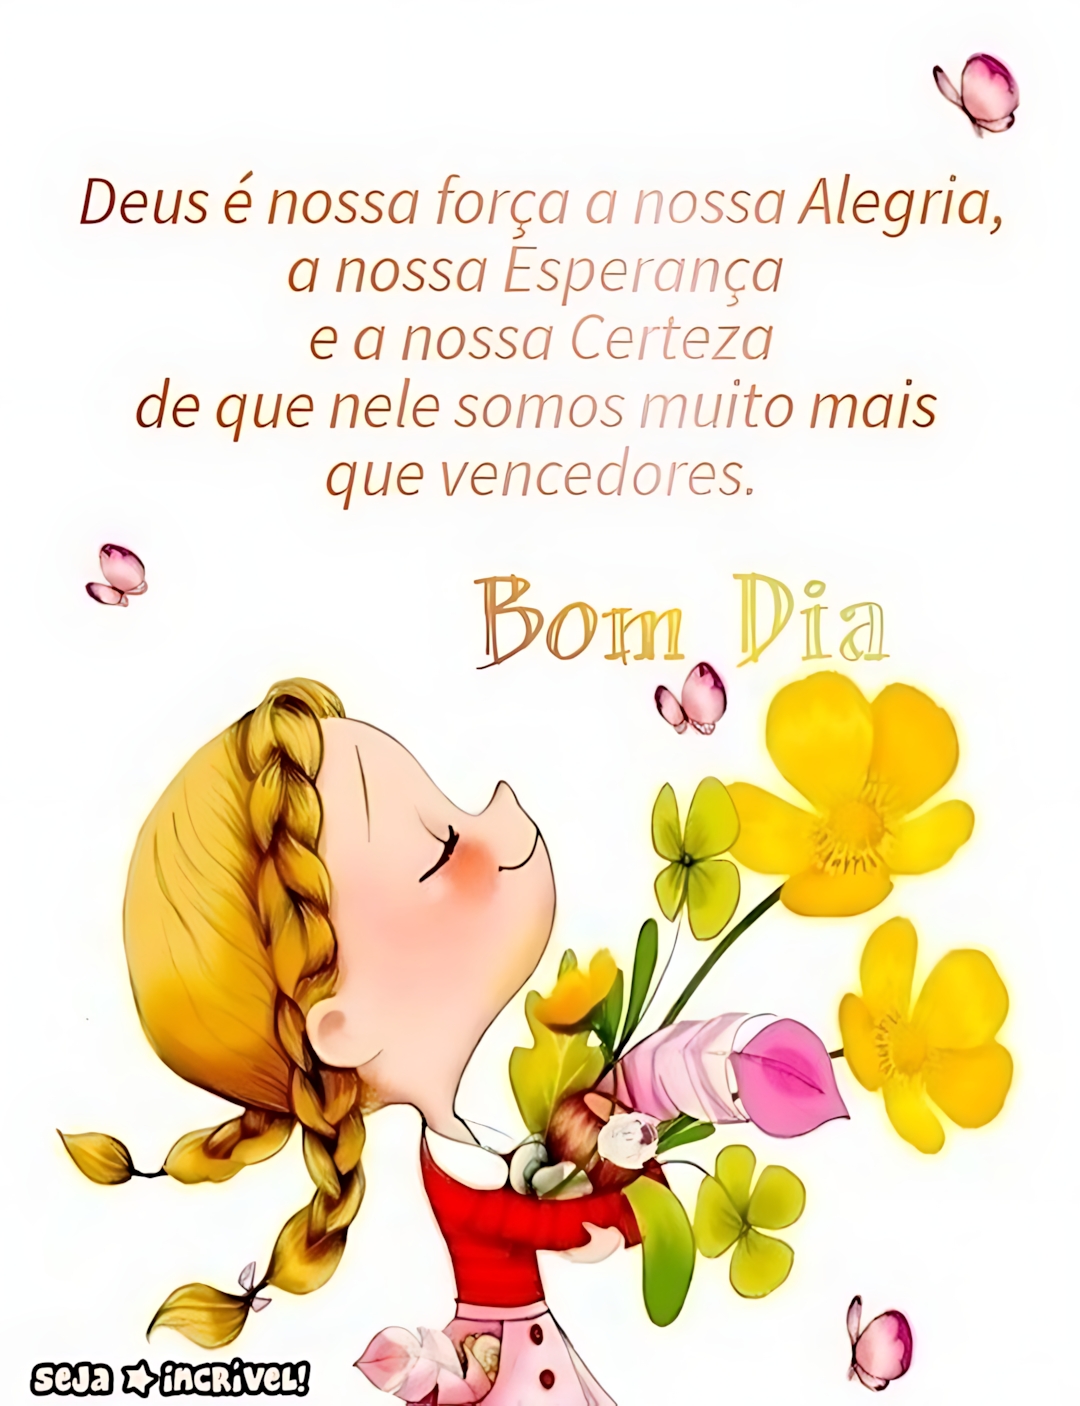 Deus é nossa força a nossa Alegria,
a nossa Esperança
e a nossa Certeza
de que nele somos muito mais
que vencedores.
Bom Dia
seja ★ incrível!